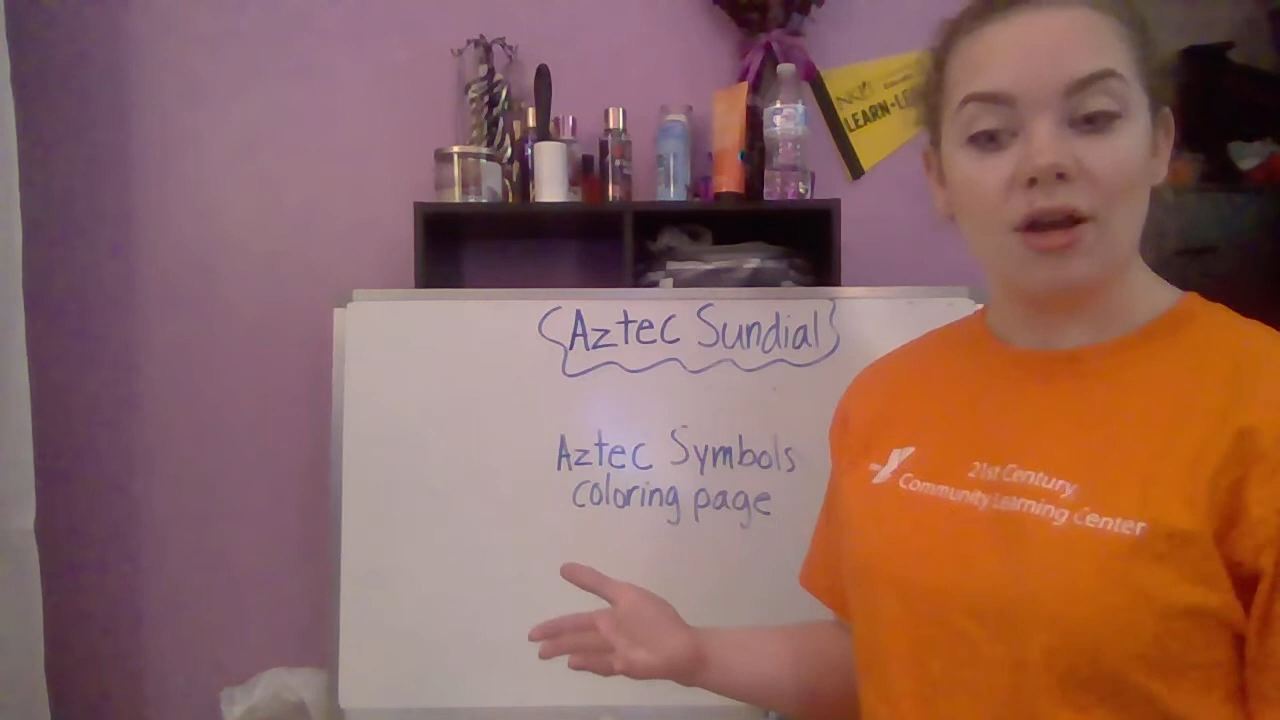 LEARN
Aztec Sundial
Aztec Symbols
coloring page
21st Century
Community Learning Center